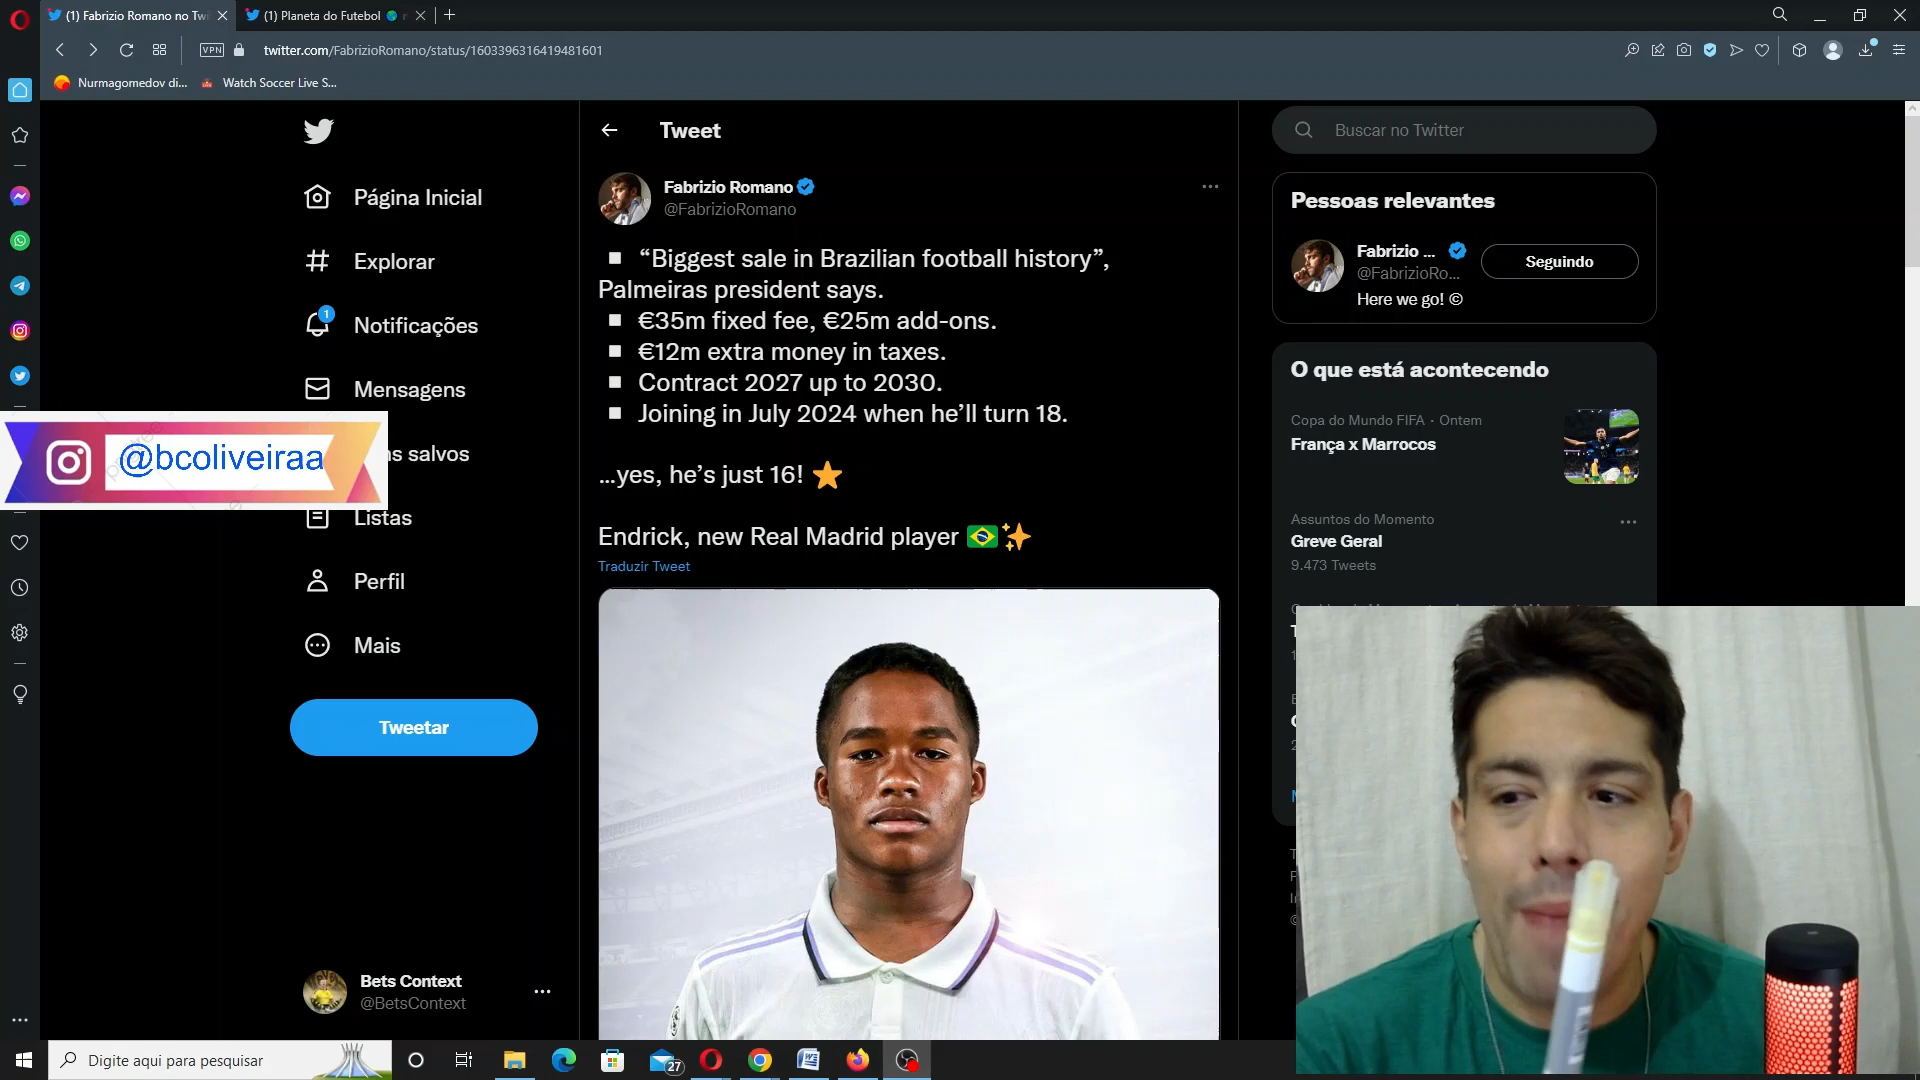 (1) Fabrizio Romano no Tw
(1) Planeta do Futebol
VPN
twitter.com/FabrizioRomano/status/1603396316419481601
Nurmagomedov di...
Watch Soccer Live S...
Página Inicial
Explorar
1
Notificações
Mensagens
@bcoliveiraa
ns salvos
Listas
Perfil
Mais
Tweetar
Bets Context
@BetsContext
Tweet
Fabrizio Romano
@FabrizioRomano
“Biggest sale in Brazilian football history”,
Palmeiras president says.
€35m fixed fee, €25m add-ons.
€12m extra money in taxes.
Contract 2027 up to 2030.
Joining in July 2024 when he’ll turn 18.
...yes, he’s just 16!
Endrick, new Real Madrid player
Traduzir Tweet
Buscar no Twitter
Pessoas relevantes
Fabrizio ...
@FabrizioRo...
Seguindo
Here we go! ©
O que está acontecendo
Copa do Mundo FIFA · Ontem
França x Marrocos
Assuntos do Momento
Greve Geral
9.473 Tweets
Digite aqui para pesquisar
27